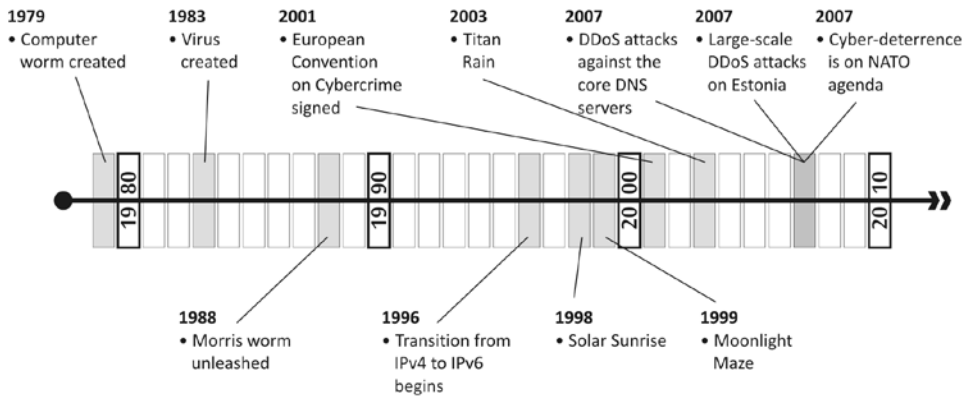 1979
• Computer
worm created
1983
• Virus
created
2001
• European
Convention
on Cybercrime
signed
2003
• Titan
Rain
2007
• DDoS attacks
against the
core DNS
servers
2007
• Large-scale
DDoS attacks
on Estonia
2007
• Cyber-deterrence
is on NATO
agenda
19 80
19 90
20 00
20 10
1988
• Morris worm
unleashed
1996
• Transition from
IPv4 to IPv6
begins
1998
• Solar Sunrise
1999
• Moonlight
Maze